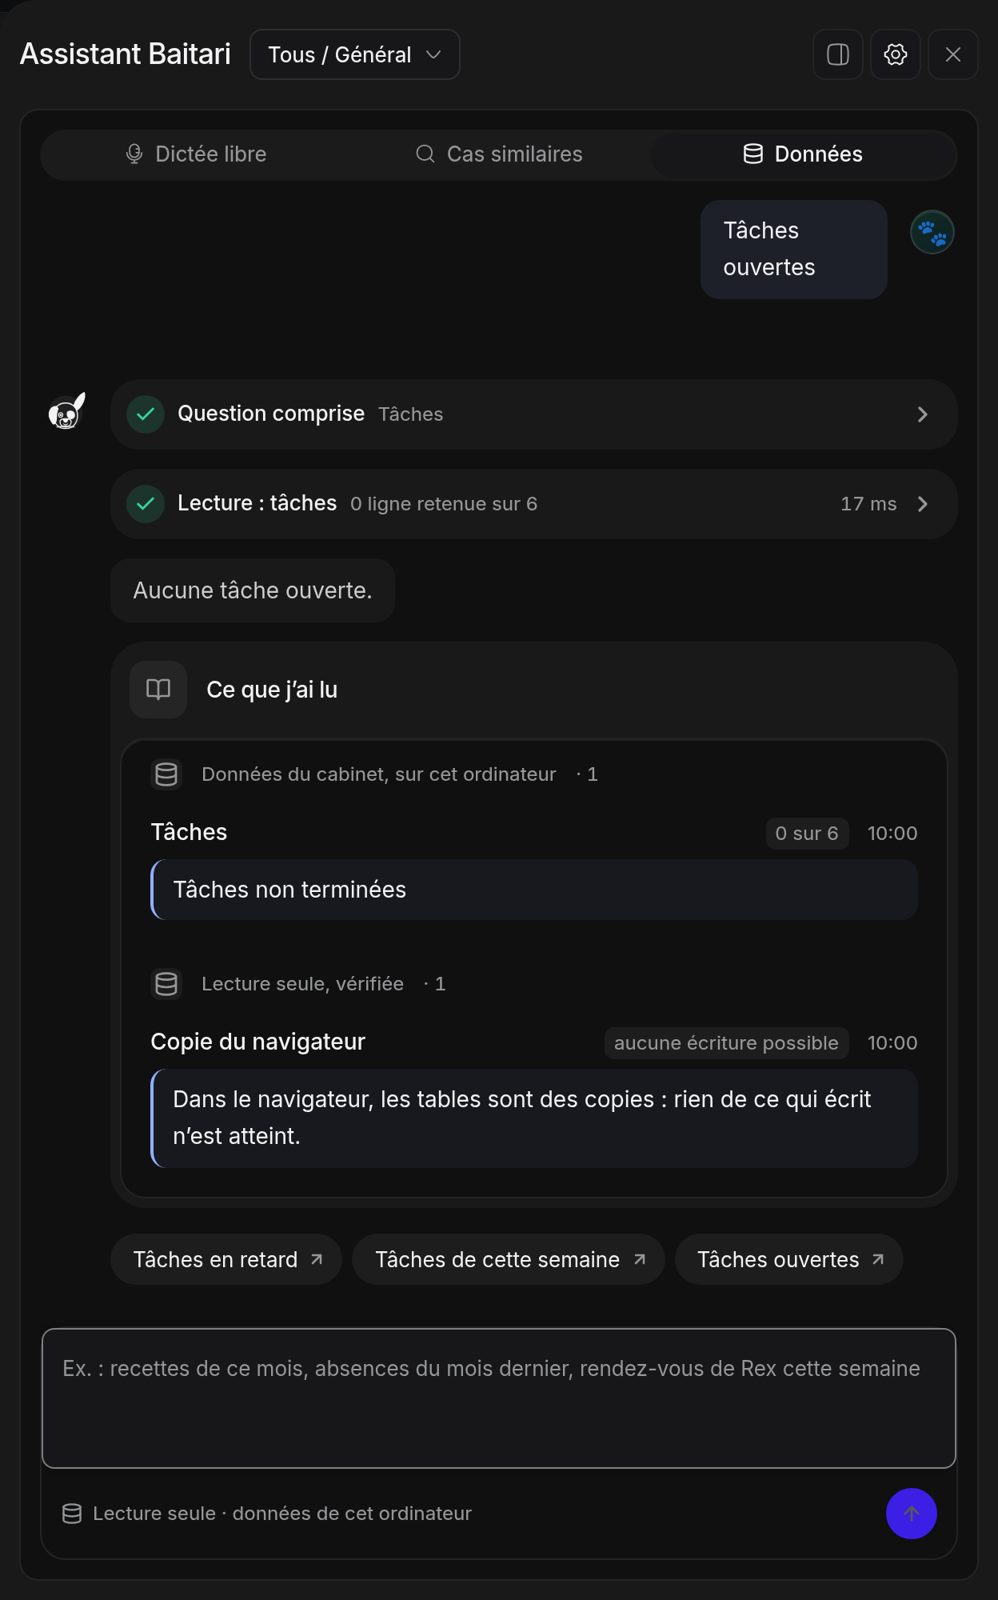 Assistant Baitari
Tous / Général
Dictée libre
Cas similaires
Données
Tâches
ouvertes
Question comprise Tâches
Lecture : tâches 0 ligne retenue sur 6 17 ms
Aucune tâche ouverte.
Ce que j’ai lu
Données du cabinet, sur cet ordinateur · 1
Tâches 0 sur 6 10:00
Tâches non terminées
Lecture seule, vérifiée · 1
Copie du navigateur aucune écriture possible 10:00
Dans le navigateur, les tables sont des copies : rien de ce qui écrit
n’est atteint.
Tâches en retard
Tâches de cette semaine
Tâches ouvertes
Ex. : recettes de ce mois, absences du mois dernier, rendez-vous de Rex cette semaine
Lecture seule · données de cet ordinateur